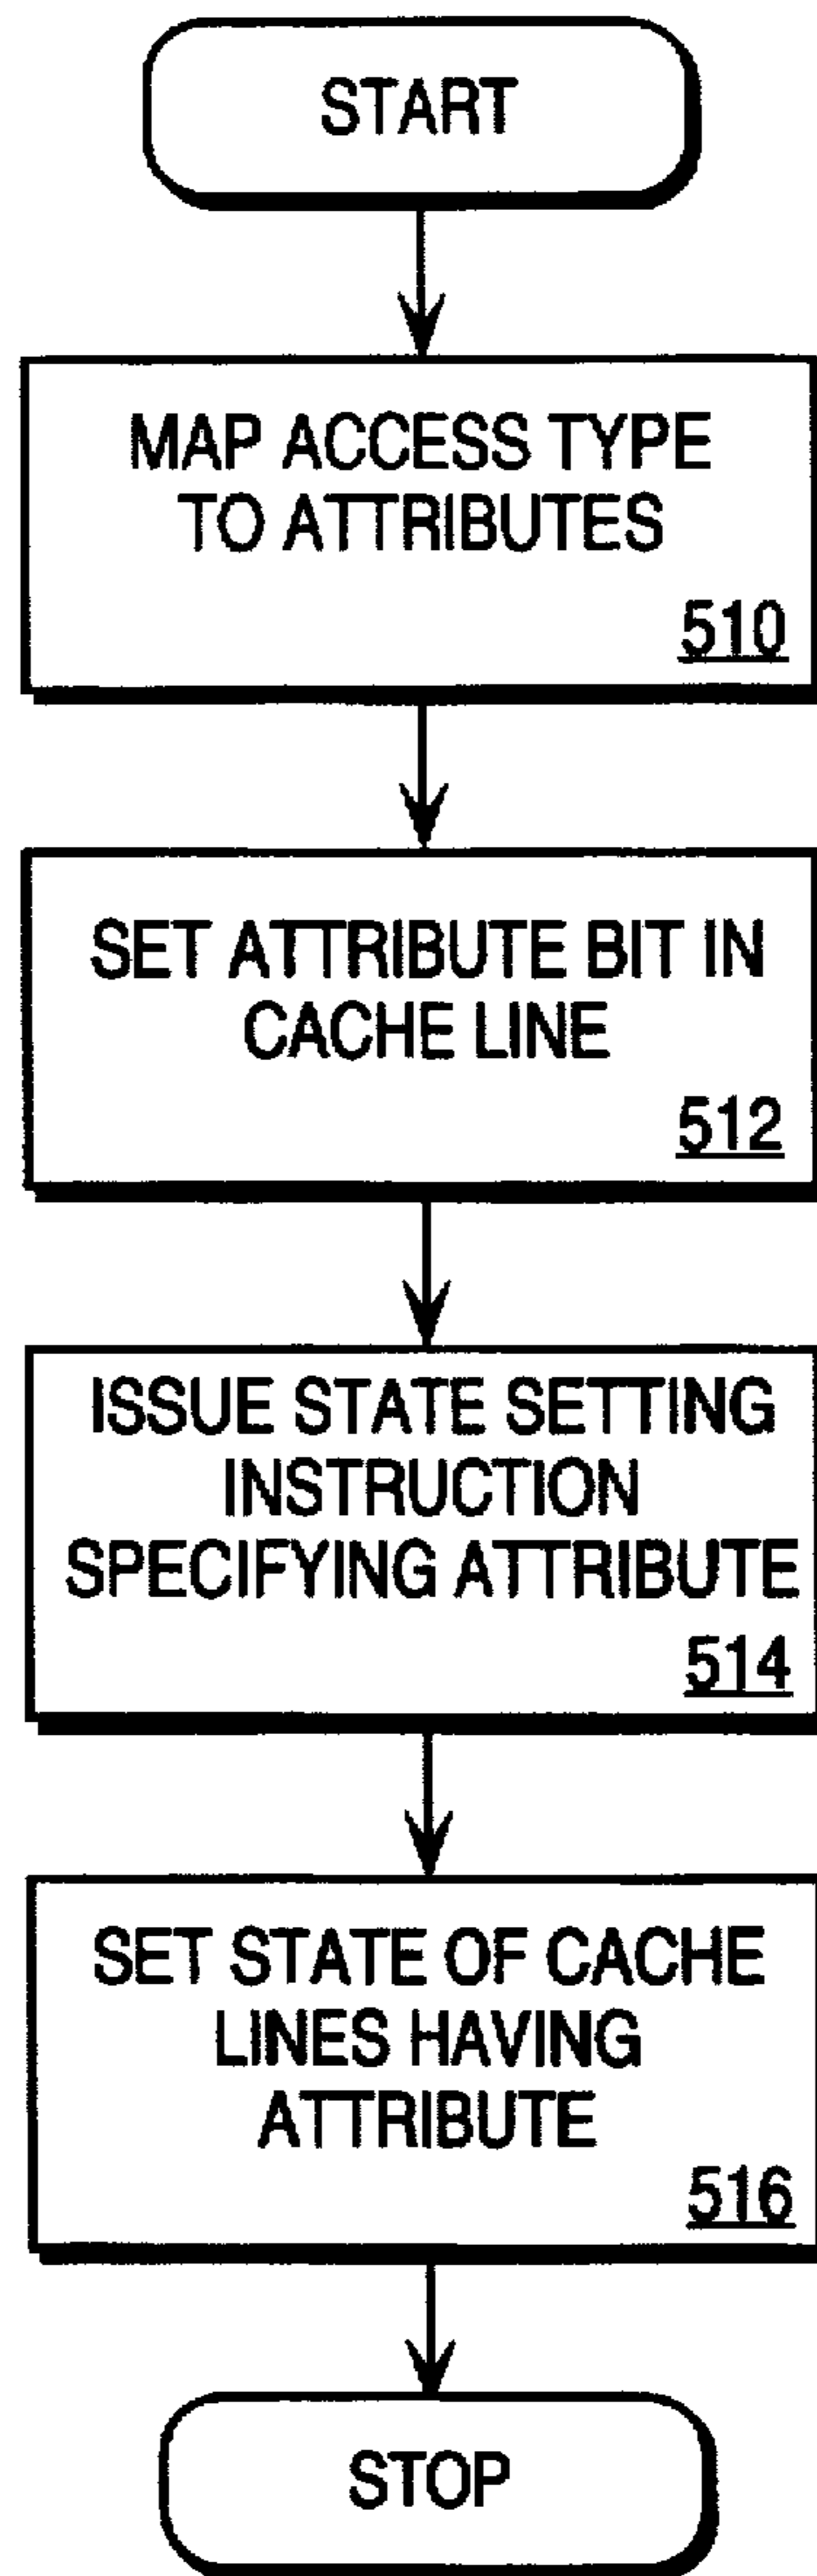 START
MAP ACCESS TYPE
TO ATTRIBUTES
510
SET ATTRIBUTE BIT IN
CACHE LINE
512
ISSUE STATE SETTING
INSTRUCTION
SPECIFYING ATTRIBUTE
514
SET STATE OF CACHE
LINES HAVING
ATTRIBUTE
516
STOP